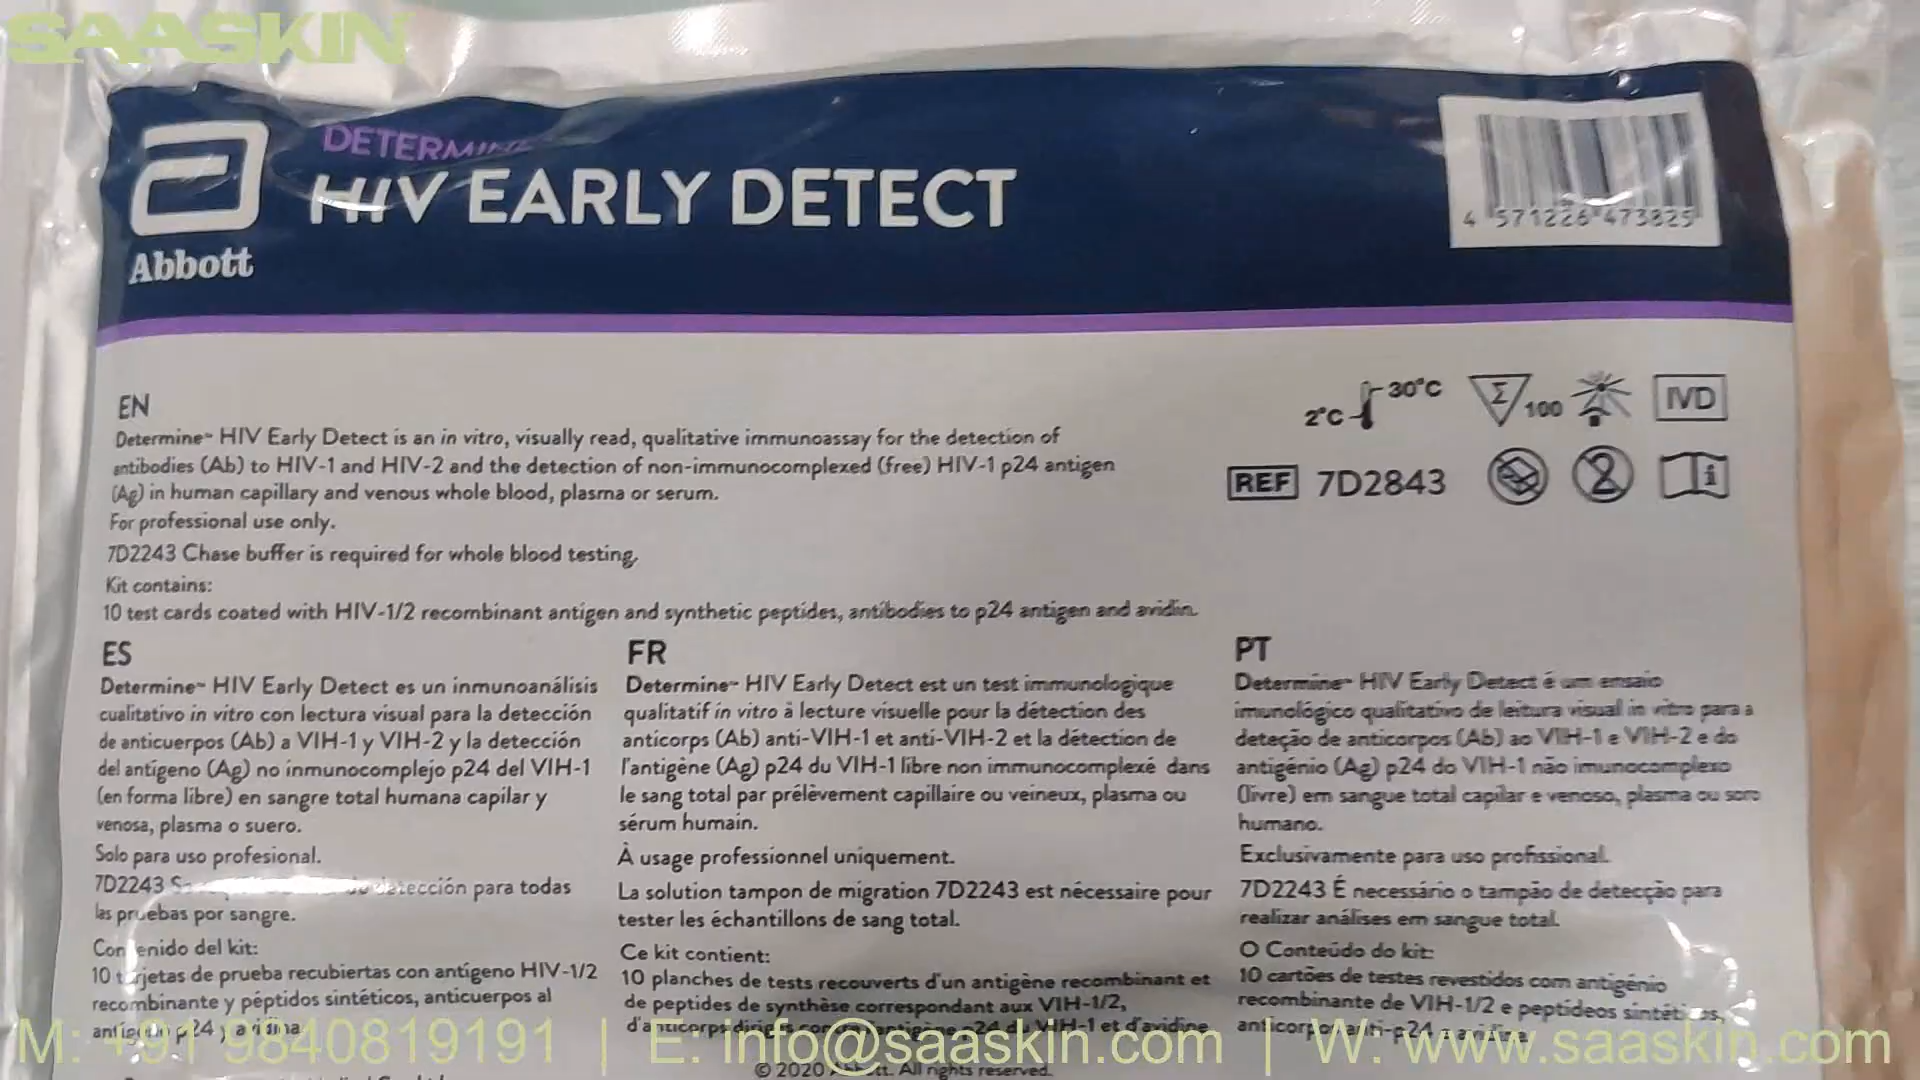 SAASKIN
DETERMINE
HIV EARLY DETECT
Abbott
4 571226 473825
2°C
30°C
Σ
100
IVD
REF 7D2843
2
i
EN
Determine™ HIV Early Detect is an in vitro, visually read, qualitative immunoassay for the detection of
antibodies (Ab) to HIV-1 and HIV-2 and the detection of non-immunocomplexed (free) HIV-1 p24 antigen
(Ag) in human capillary and venous whole blood, plasma or serum.
For professional use only.
7D2243 Chase buffer is required for whole blood testing.
Kit contains:
10 test cards coated with HIV-1/2 recombinant antigen and synthetic peptides, antibodies to p24 antigen and avidin.
ES
Determine™ HIV Early Detect es un inmunoanálisis
cualitativo in vitro con lectura visual para la detección
de anticuerpos (Ab) a VIH-1 y VIH-2 y la detección
del antígeno (Ag) no inmunocomplejo p24 del VIH-1
(en forma libre) en sangre total humana capilar y
venosa, plasma o suero.
Solo para uso profesional.
7D2243 detección para todas
las pruebas por sangre.
Contenido del kit:
10 tarjetas de prueba recubiertas con antígeno HIV-1/2
recombinante y péptidos sintéticos, anticuerpos al
antígeno p24 y avidina.
FR
Determine™ HIV Early Detect est un test immunologique
qualitatif in vitro à lecture visuelle pour la détection des
anticorps (Ab) anti-VIH-1 et anti-VIH-2 et la détection de
l'antigène (Ag) p24 du VIH-1 libre non immunocomplexé dans
le sang total par prélèvement capillaire ou veineux, plasma ou
sérum humain.
À usage professionnel uniquement.
La solution tampon de migration 7D2243 est nécessaire pour
tester les échantillons de sang total.
Ce kit contient:
10 planches de tests recouverts d'un antigène recombinant et
de peptides de synthèse correspondant aux VIH-1/2,
d'anticorps dirigés contre l'antigène p24 du VIH-1 et d'avidine
PT
Determine™ HIV Early Detect é um ensaio
imunológico qualitativo de leitura visual in vitro para a
deteção de anticorpos (Ab) ao VIH-1 e VIH-2 e do
antigénio (Ag) p24 do VIH-1 não imunocomplexo
(livre) em sangue total capilar e venoso, plasma ou soro
humano.
Exclusivamente para uso profissional.
7D2243 É necessário o tampão de detecção para
realizar análises em sangue total.
O Conteúdo do kit:
10 cartões de testes revestidos com antigénio
recombinante de VIH-1/2 e peptídeos sintéticos,
anticorpo anti-p24 e avidina.
M: +91 9840819191 | E: info@saaskin.com | W: www.saaskin.com
© 2020 Abbott. All rights reserved.